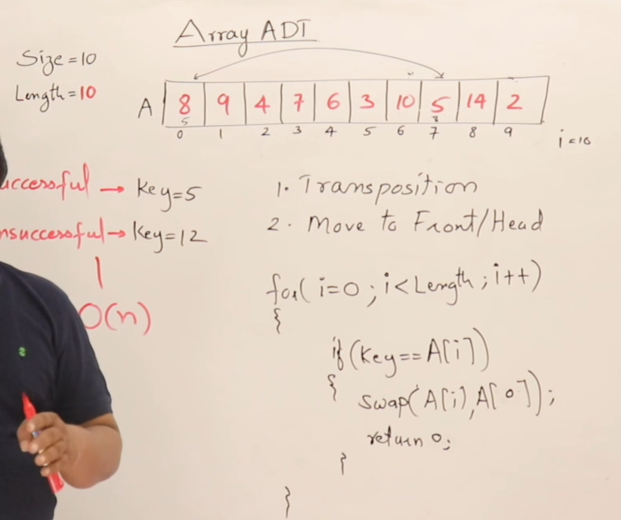 Array ADT
Size=10
Length=10
A 8 9 4 7 6 3 10 5 14 2
5 8
0 1 2 3 4 5 6 7 8 9
i=10
uccessful → Key=5
nsuccessful → Key=12
O(n)
1. Transposition
2. Move to Front/Head
for( i=0 ; i<Length ; i++)
{
if(Key==A[i])
{
swap(A[i],A[0]);
return 0;
}
}